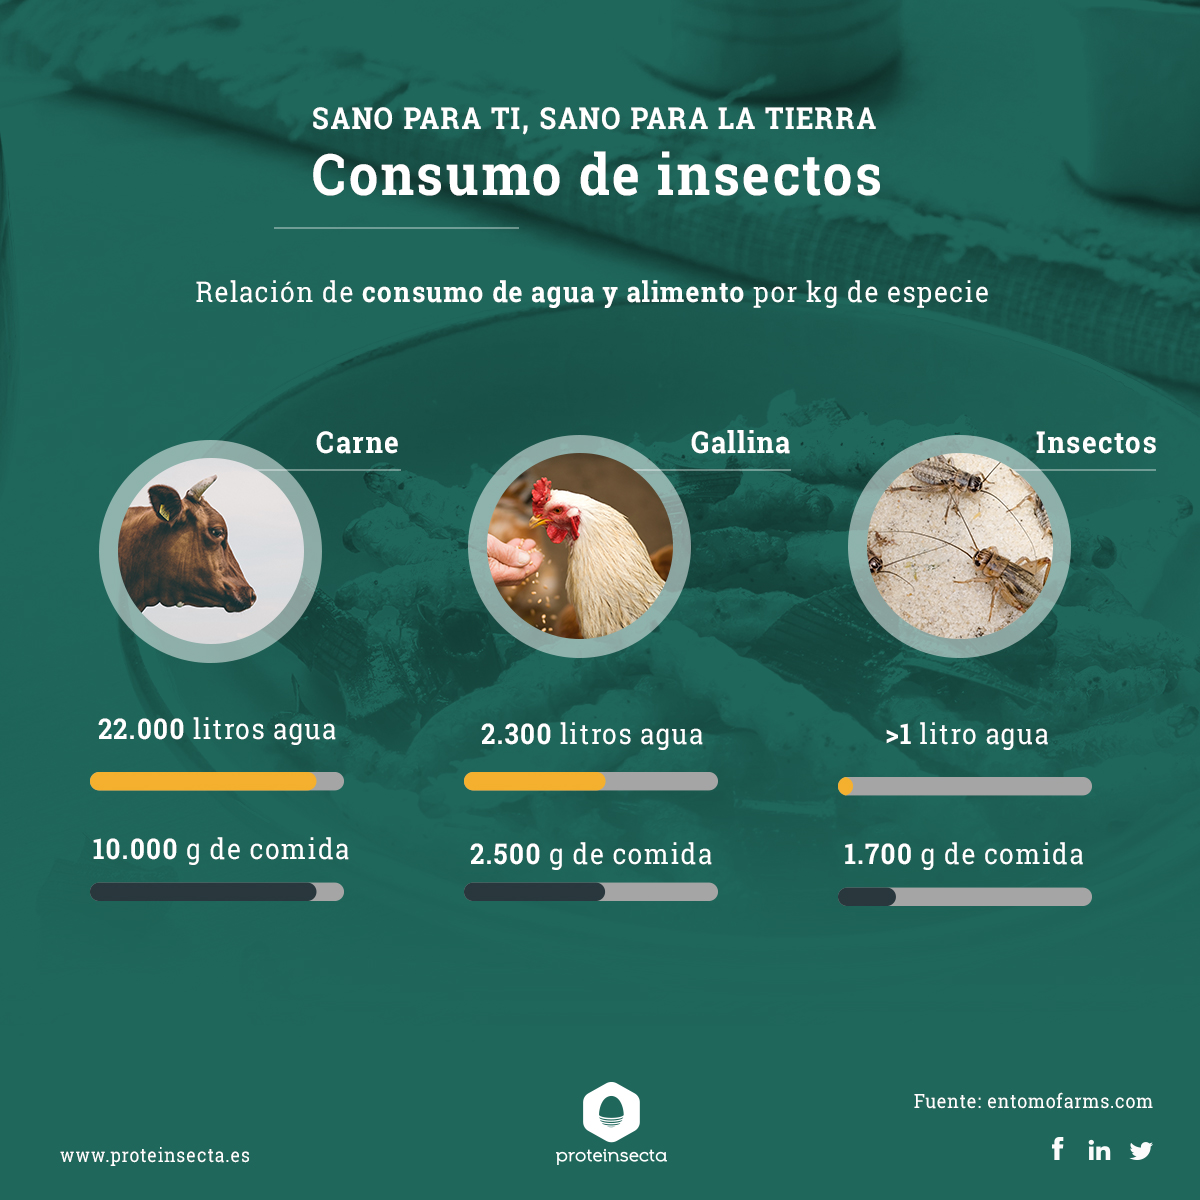 SANO PARA TI, SANO PARA LA TIERRA
Consumo de insectos
Relación de consumo de agua y alimento por kg de especie
Carne
Gallina
Insectos
22.000 litros agua
2.300 litros agua
>1 litro agua
10.000 g de comida
2.500 g de comida
1.700 g de comida
www.proteinsecta.es
proteinsecta
Fuente: entomofarms.com